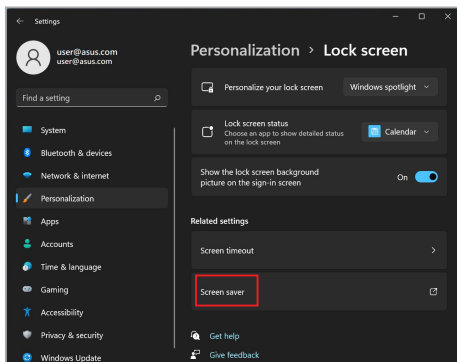 Settings
user@asus.com
user@asus.com
Find a setting
System
Bluetooth & devices
Network & internet
Personalization
Apps
Accounts
Time & language
Gaming
Accessibility
Privacy & security
Windows Update
Personalization > Lock screen
Personalize your lock screen
Windows spotlight
Lock screen status
Choose an app to show detailed status
on the lock screen
Calendar
Show the lock screen background
picture on the sign-in screen
On
Related settings
Screen timeout
Screen saver
Get help
Give feedback